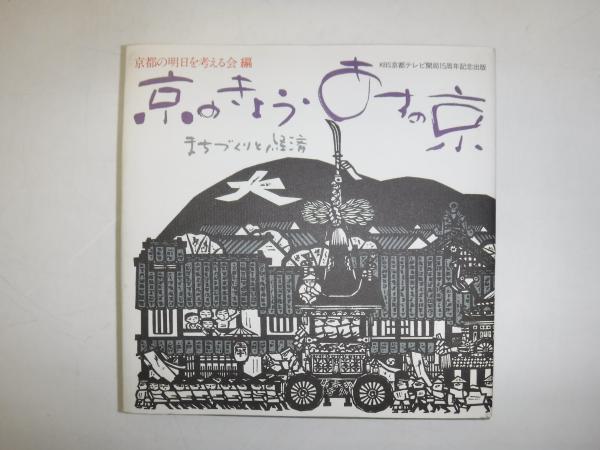 京都の明日を考える会 編
KBS京都テレビ開局15周年記念出版
京のきょう・あすの京
まちづくりと経済
大